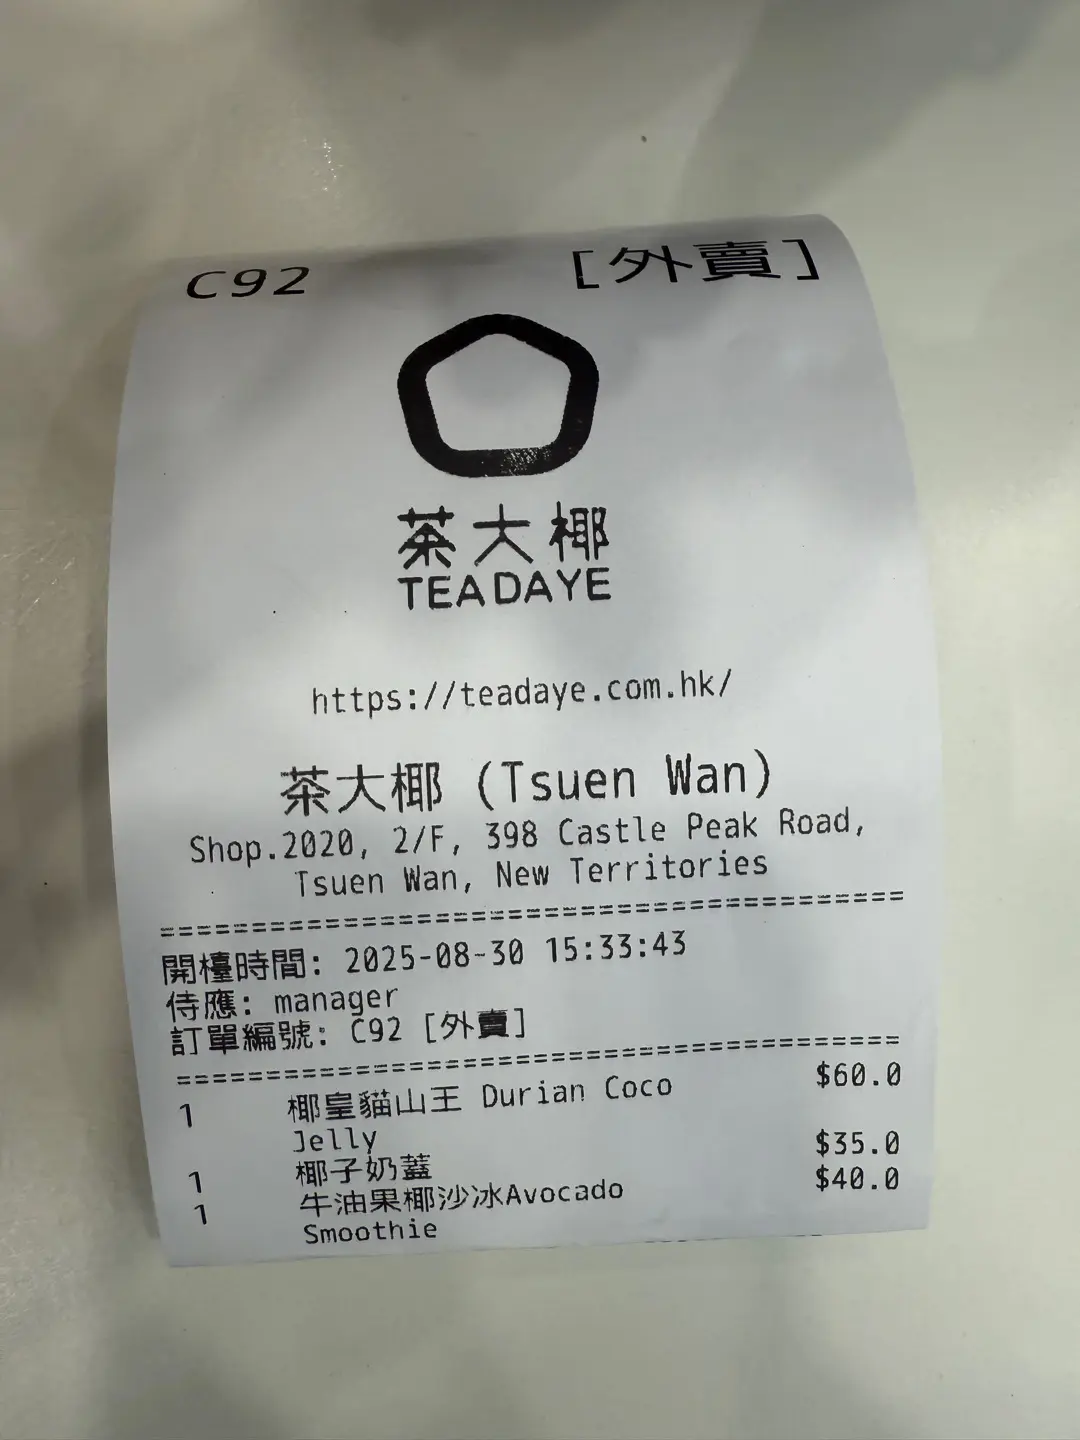 C92 [外賣]
茶大椰
TEADAYE
https://teadaye.com.hk/
茶大椰 (Tsuen Wan)
Shop.2020, 2/F, 398 Castle Peak Road,
Tsuen Wan, New Territories
==========================================
開檯時間: 2025-08-30 15:33:43
侍應: manager
訂單編號: C92 [外賣]
==========================================
1 椰皇貓山王 Durian Coco $60.0
Jelly
1 椰子奶蓋 $35.0
1 牛油果椰沙冰Avocado $40.0
Smoothie